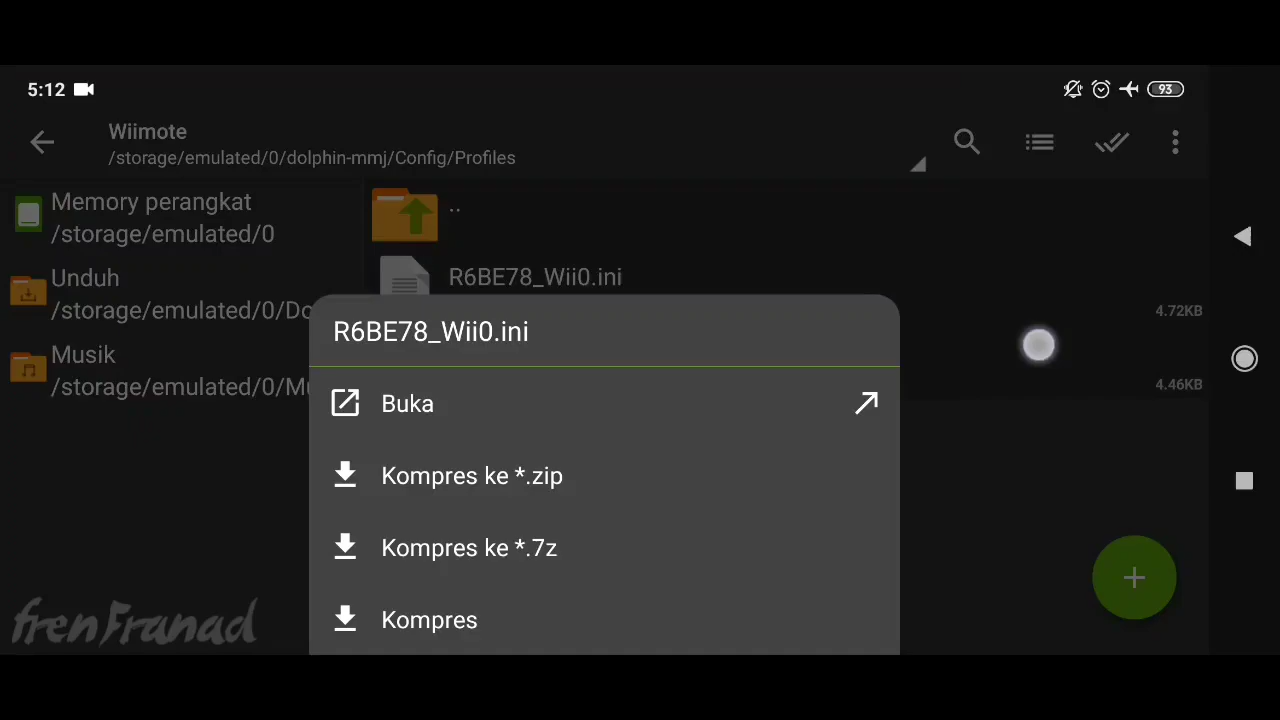 5:12
93
Wiimote
/storage/emulated/0/dolphin-mmj/Config/Profiles
Memory perangkat
/storage/emulated/0
Unduh
/storage/emulated/0/Do
Musik
/storage/emulated/0/Mu
..
R6BE78_Wii0.ini
4.72KB
4.46KB
R6BE78_Wii0.ini
Buka
Kompres ke *.zip
Kompres ke *.7z
Kompres
frenFranad